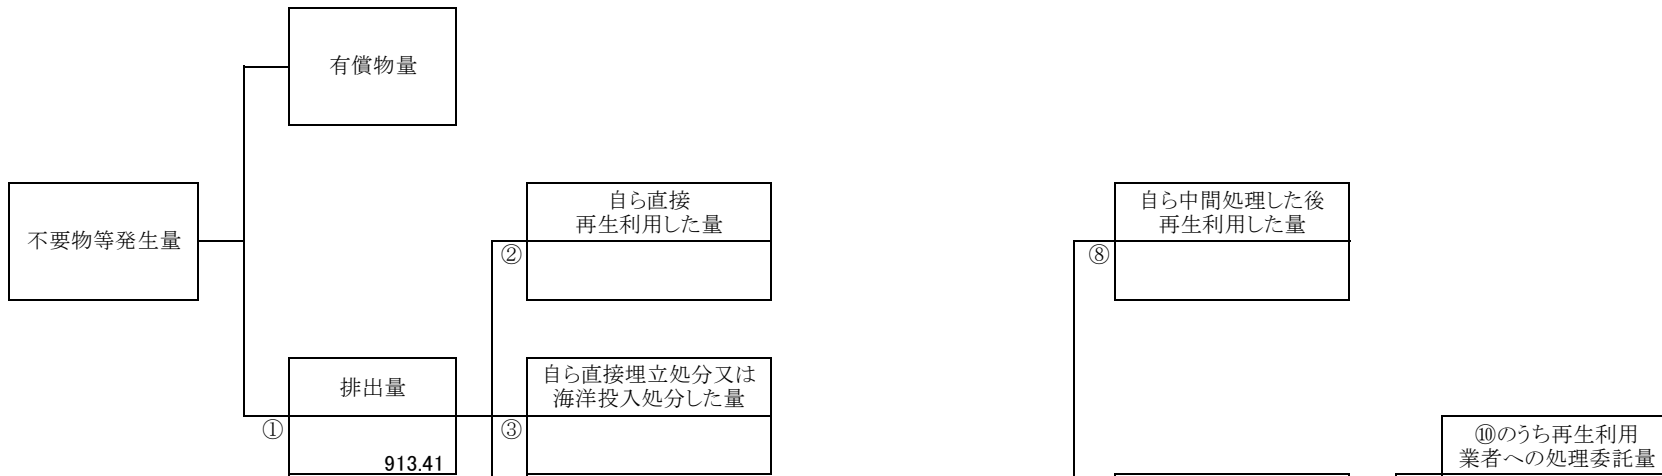 有償物量
不要物等発生量
自ら直接
再生利用した量
②
自ら中間処理した後
再生利用した量
⑧
排出量
①
913.41
自ら直接埋立処分又は
海洋投入処分した量
③
⑩のうち再生利用
業者への処理委託量